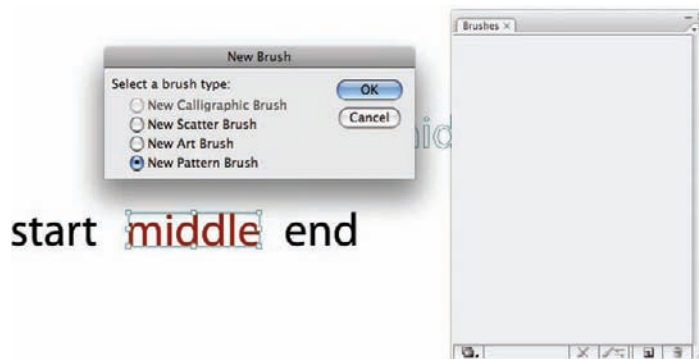 Brushes ×
New Brush
Select a brush type:
New Calligraphic Brush
New Scatter Brush
New Art Brush
New Pattern Brush
OK
Cancel
start middle end